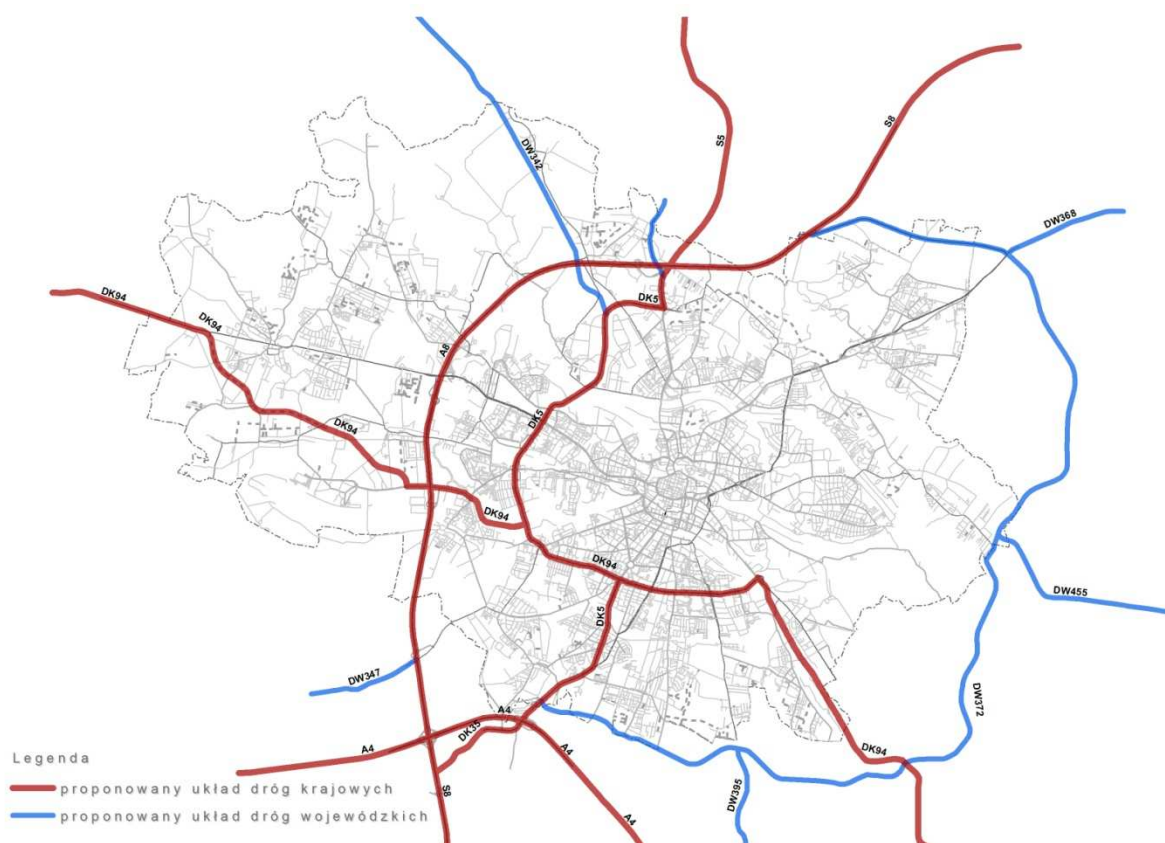 DW342
S5
S8
DW368
DK94
DK5
DK94
A8
DK5
DK94
DK94
DK94
DK5
DW455
DW347
DW372
A4
DK35
A4
A4
DK94
S8
DW395
A4
Legenda
proponowany układ dróg krajowych
proponowany układ dróg wojewódzkich